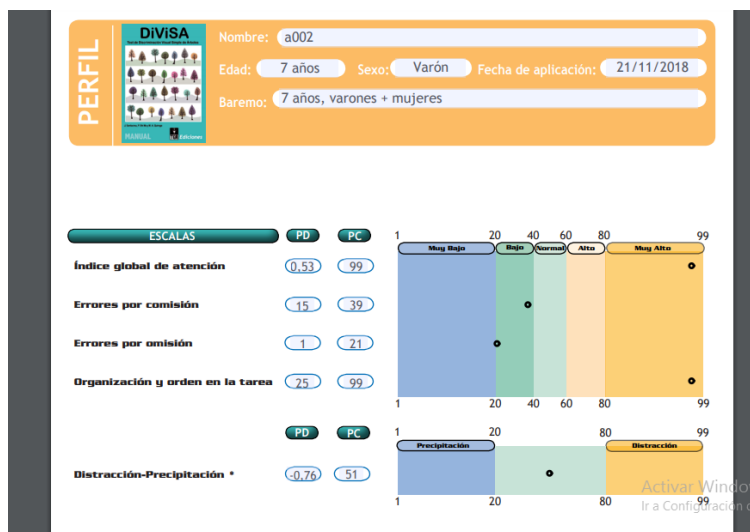 PERFIL
DiViSA
MANUAL
Ediciones
Nombre: a002
Edad: 7 años Sexo: Varón Fecha de aplicación: 21/11/2018
Baremo: 7 años, varones + mujeres
ESCALAS PD PC 1 20 40 60 80 99
Muy Bajo Bajo Normal Alto Muy Alto
Índice global de atención 0,53 99
Errores por comisión 15 39
Errores por omisión 1 21
Organización y orden en la tarea 25 99
1 20 40 60 80 99
PD PC 1 20 80 99
Precipitación Distracción
Distracción-Precipitación * -0,76 51
1 20 80 99
Activar Windo
Ir a Configuración d